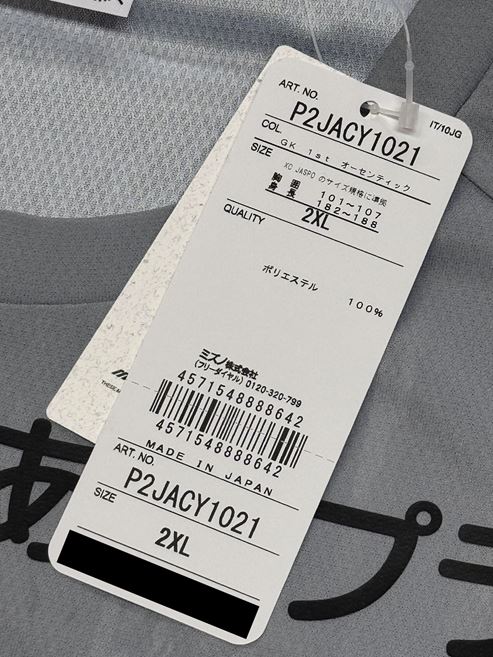 ART. NO.
IT/10JG
P2JACY1021
COL.
GK 1st オーセンティック
SIZE
XO JASPO のサイズ規格に準拠
胸囲 101~107
身長 182~188
2XL
QUALITY
ポリエステル
100%
ミズノ株式会社
(フリーダイヤル) 0120-320-799
4571548888642
4571548888642
MADE IN JAPAN
ART. NO.
P2JACY1021
SIZE
2XL
プラ